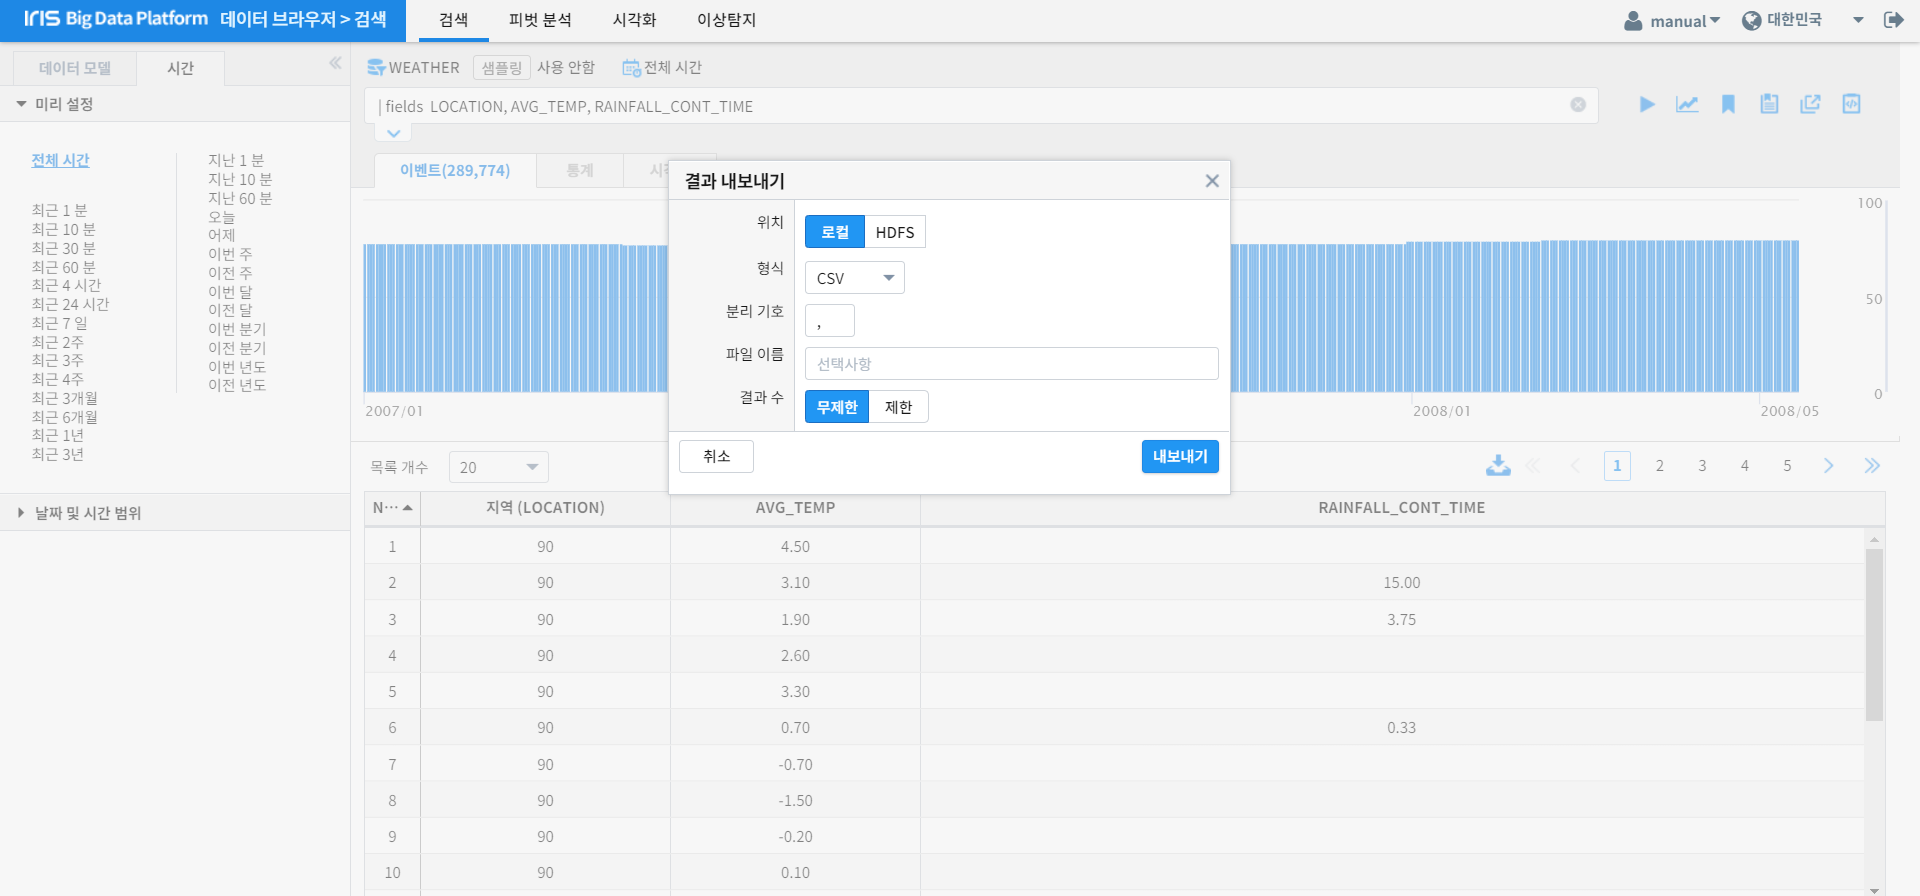 IRIS Big Data Platform 데이터 브라우저 > 검색
검색 피벗 분석 시각화 이상탐지
manual 대한민국
데이터 모델 시간
미리 설정
전체 시간
최근 1 분
최근 10 분
최근 30 분
최근 60 분
최근 4 시간
최근 24 시간
최근 7 일
최근 2주
최근 3주
최근 4주
최근 3개월
최근 6개월
최근 1년
최근 3년
지난 1 분
지난 10 분
지난 60 분
오늘
어제
이번 주
이전 주
이번 달
이전 달
이번 분기
이전 분기
이번 년도
이전 년도
날짜 및 시간 범위
WEATHER 샘플링 사용 안함 전체 시간
| fields LOCATION, AVG_TEMP, RAINFALL_CONT_TIME
이벤트(289,774) 통계
100
50
0
2007/01 2008/01 2008/05
결과 내보내기
위치 로컬 HDFS
형식 CSV
분리 기호 ,
파일 이름 선택사항
결과 수 무제한 제한
취소 내보내기
목록 개수 20
1 2 3 4 5
N… 지역 (LOCATION) AVG_TEMP RAINFALL_CONT_TIME
1 90 4.50
2 90 3.10 15.00
3 90 1.90 3.75
4 90 2.60
5 90 3.30
6 90 0.70 0.33
7 90 -0.70
8 90 -1.50
9 90 -0.20
10 90 0.10